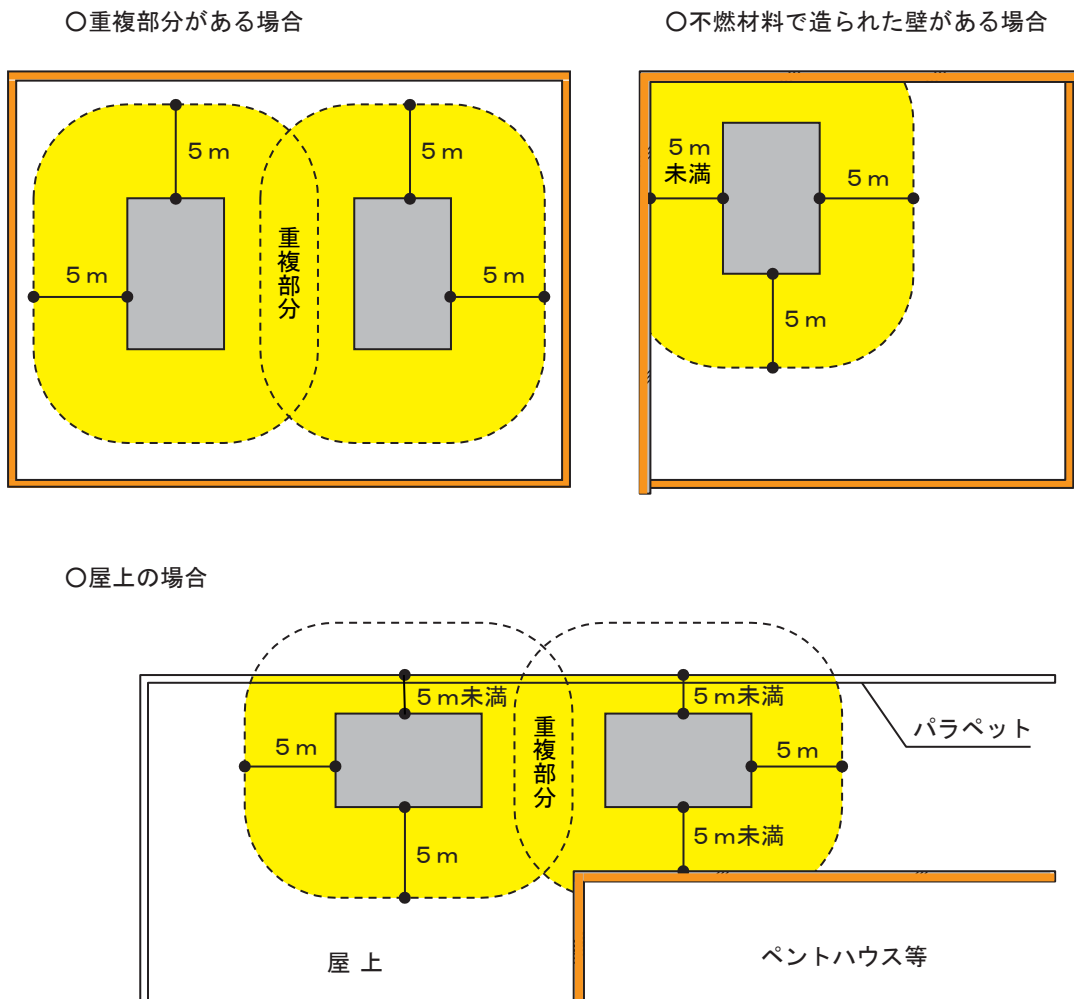 ○重複部分がある場合
○不燃材料で造られた壁がある場合
5m
5m
5m
5m
重複部分
5m
未満
5m
5m
○屋上の場合
5m未満
5m未満
5m
重複部分
5m
5m
5m未満
パラペット
屋上
ペントハウス等